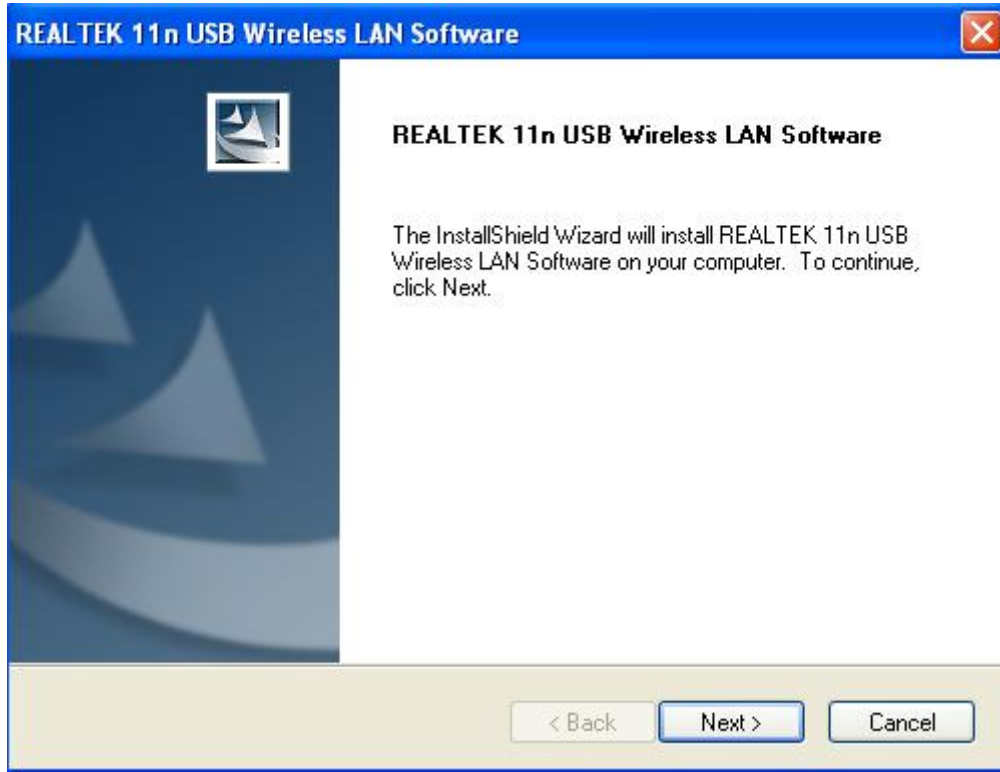 REALTEK 11n USB Wireless LAN Software
REALTEK 11n USB Wireless LAN Software
The InstallShield Wizard will install REALTEK 11n USB
Wireless LAN Software on your computer. To continue,
click Next.
< Back
Next >
Cancel